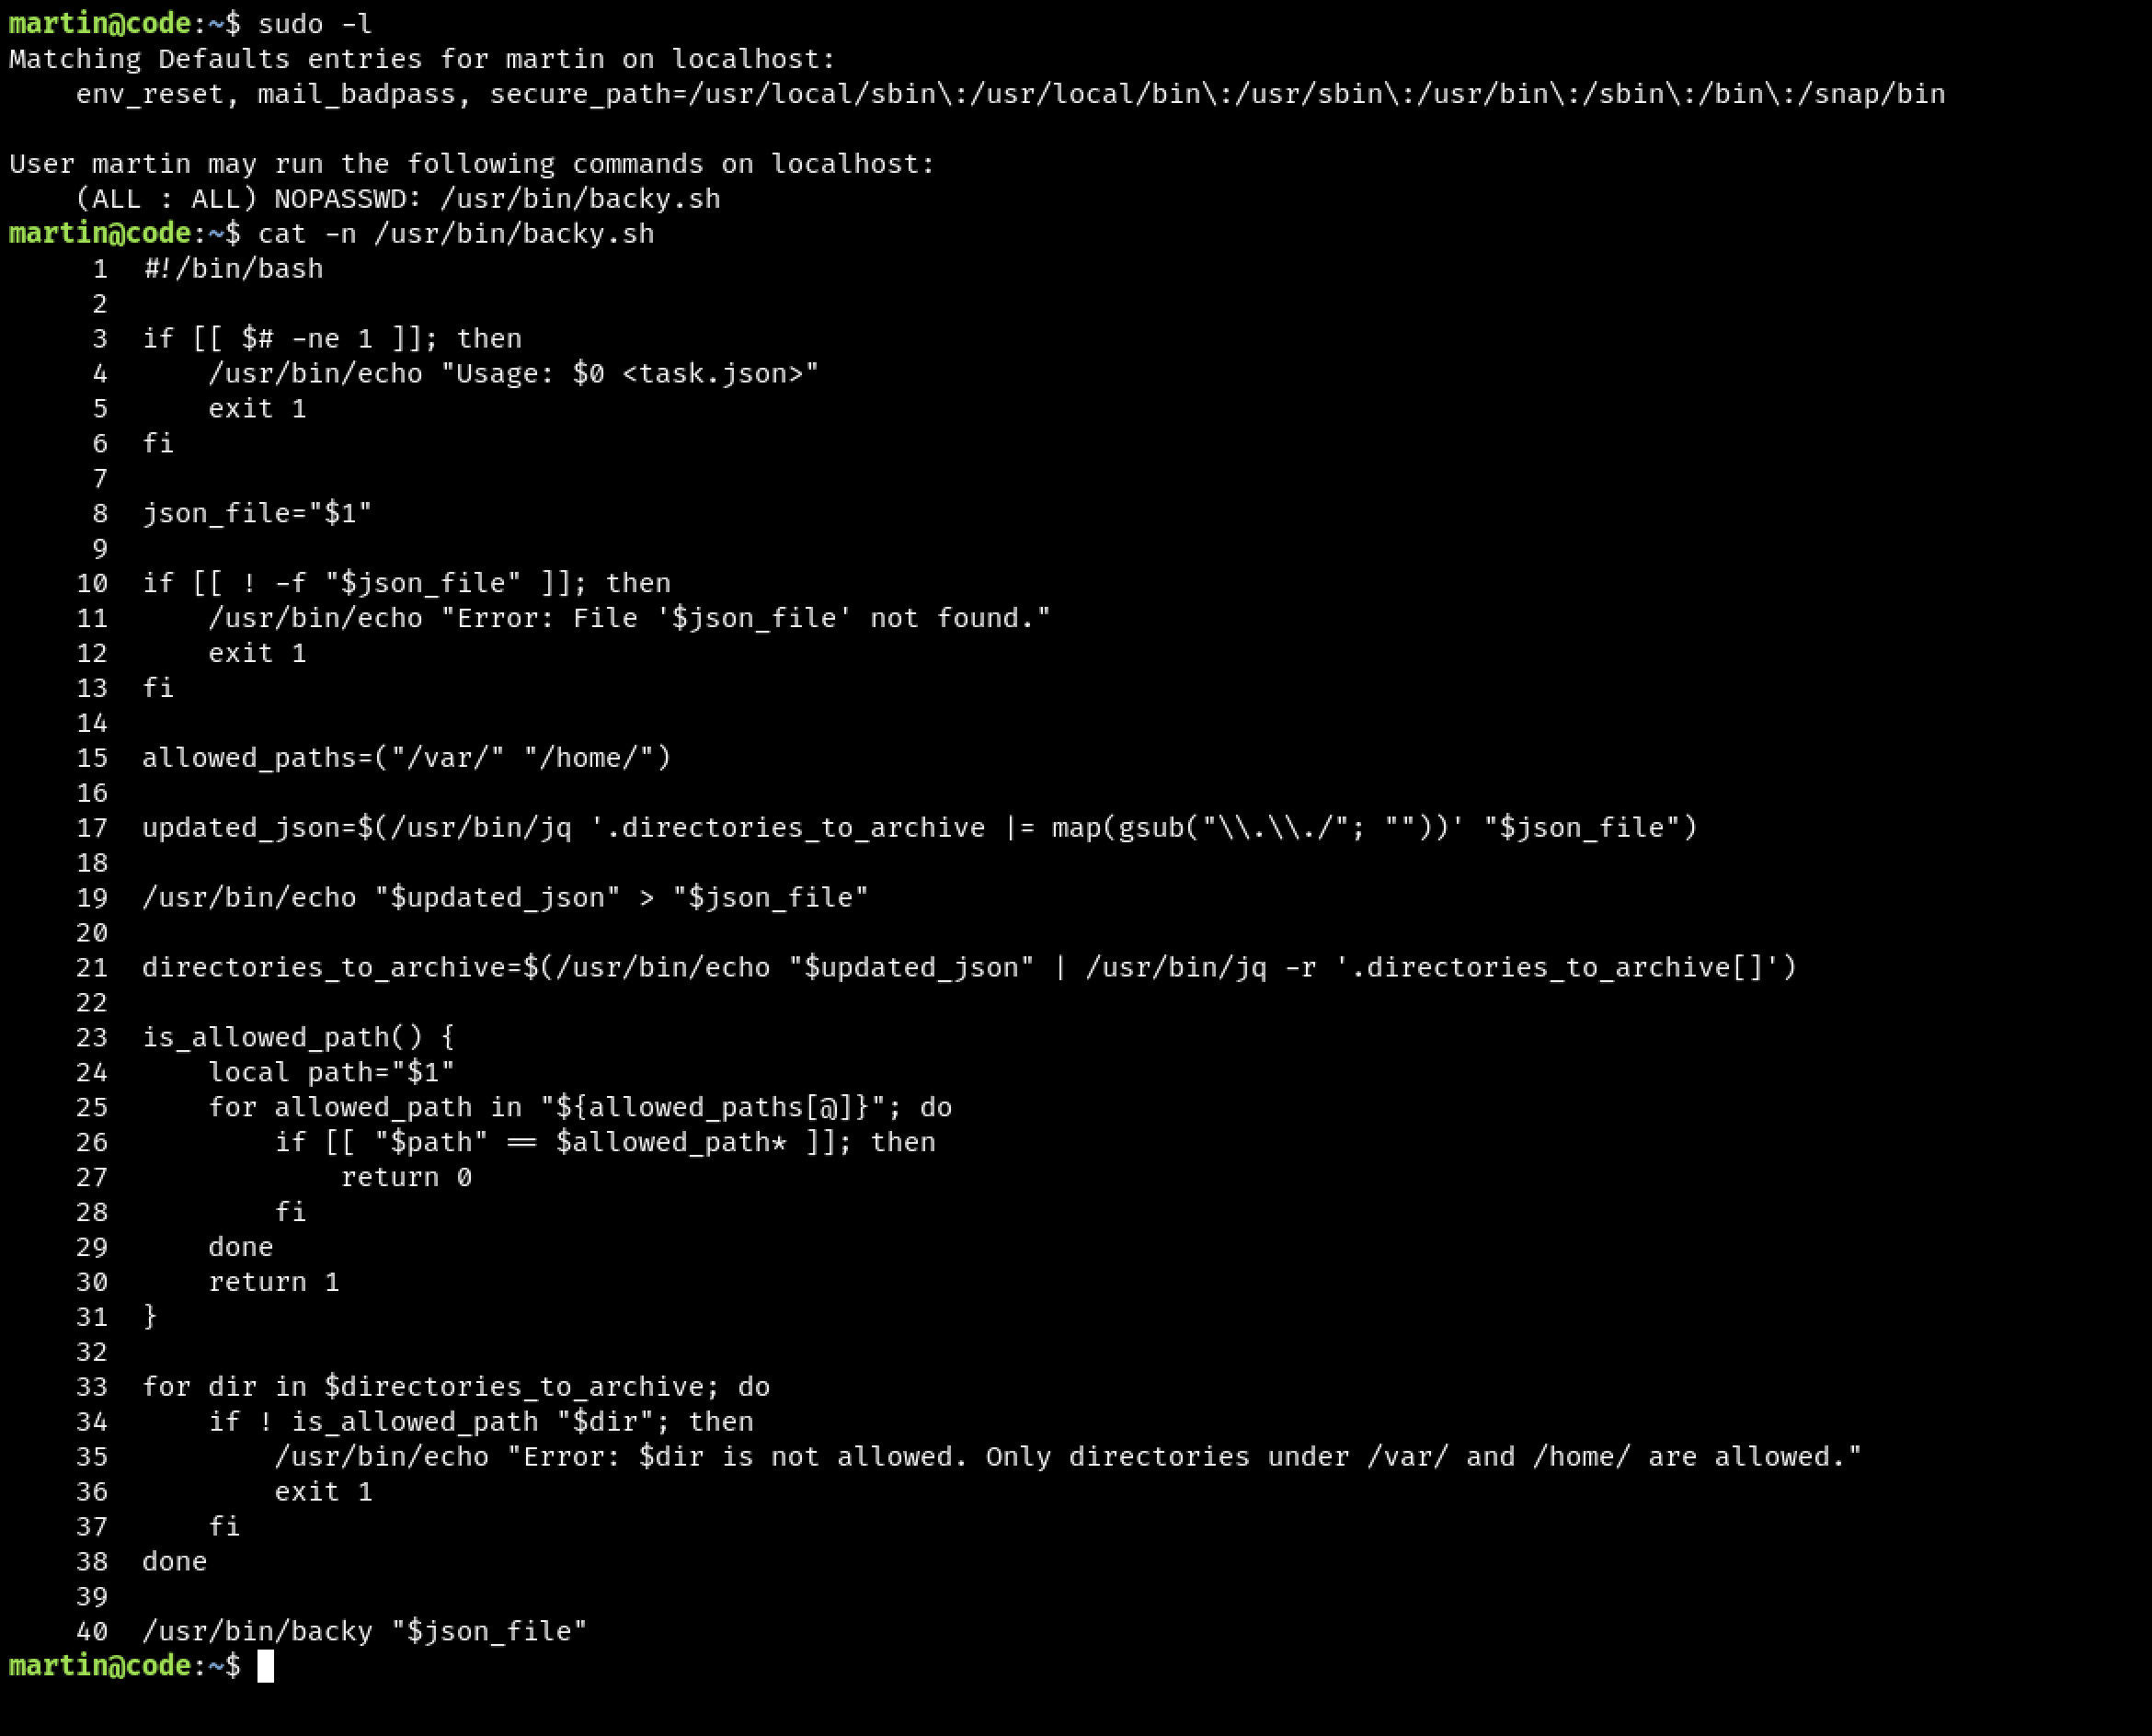 martin@code:~$ sudo -l
Matching Defaults entries for martin on localhost:
    env_reset, mail_badpass, secure_path=/usr/local/sbin\:/usr/local/bin\:/usr/sbin\:/usr/bin\:/sbin\:/bin\:/snap/bin

User martin may run the following commands on localhost:
    (ALL : ALL) NOPASSWD: /usr/bin/backy.sh
martin@code:~$ cat -n /usr/bin/backy.sh
     1  #!/bin/bash
     2
     3  if [[ $# -ne 1 ]]; then
     4      /usr/bin/echo "Usage: $0 <task.json>"
     5      exit 1
     6  fi
     7
     8  json_file="$1"
     9
    10  if [[ ! -f "$json_file" ]]; then
    11      /usr/bin/echo "Error: File '$json_file' not found."
    12      exit 1
    13  fi
    14
    15  allowed_paths=("/var/" "/home/")
    16
    17  updated_json=$(/usr/bin/jq '.directories_to_archive |= map(gsub("\\.\\./"; ""))' "$json_file")
    18
    19  /usr/bin/echo "$updated_json" > "$json_file"
    20
    21  directories_to_archive=$(/usr/bin/echo "$updated_json" | /usr/bin/jq -r '.directories_to_archive[]')
    22
    23  is_allowed_path() {
    24      local path="$1"
    25      for allowed_path in "${allowed_paths[@]}"; do
    26          if [[ "$path" == $allowed_path* ]]; then
    27              return 0
    28          fi
    29      done
    30      return 1
    31  }
    32
    33  for dir in $directories_to_archive; do
    34      if ! is_allowed_path "$dir"; then
    35          /usr/bin/echo "Error: $dir is not allowed. Only directories under /var/ and /home/ are allowed."
    36          exit 1
    37      fi
    38  done
    39
    40  /usr/bin/backy "$json_file"
martin@code:~$